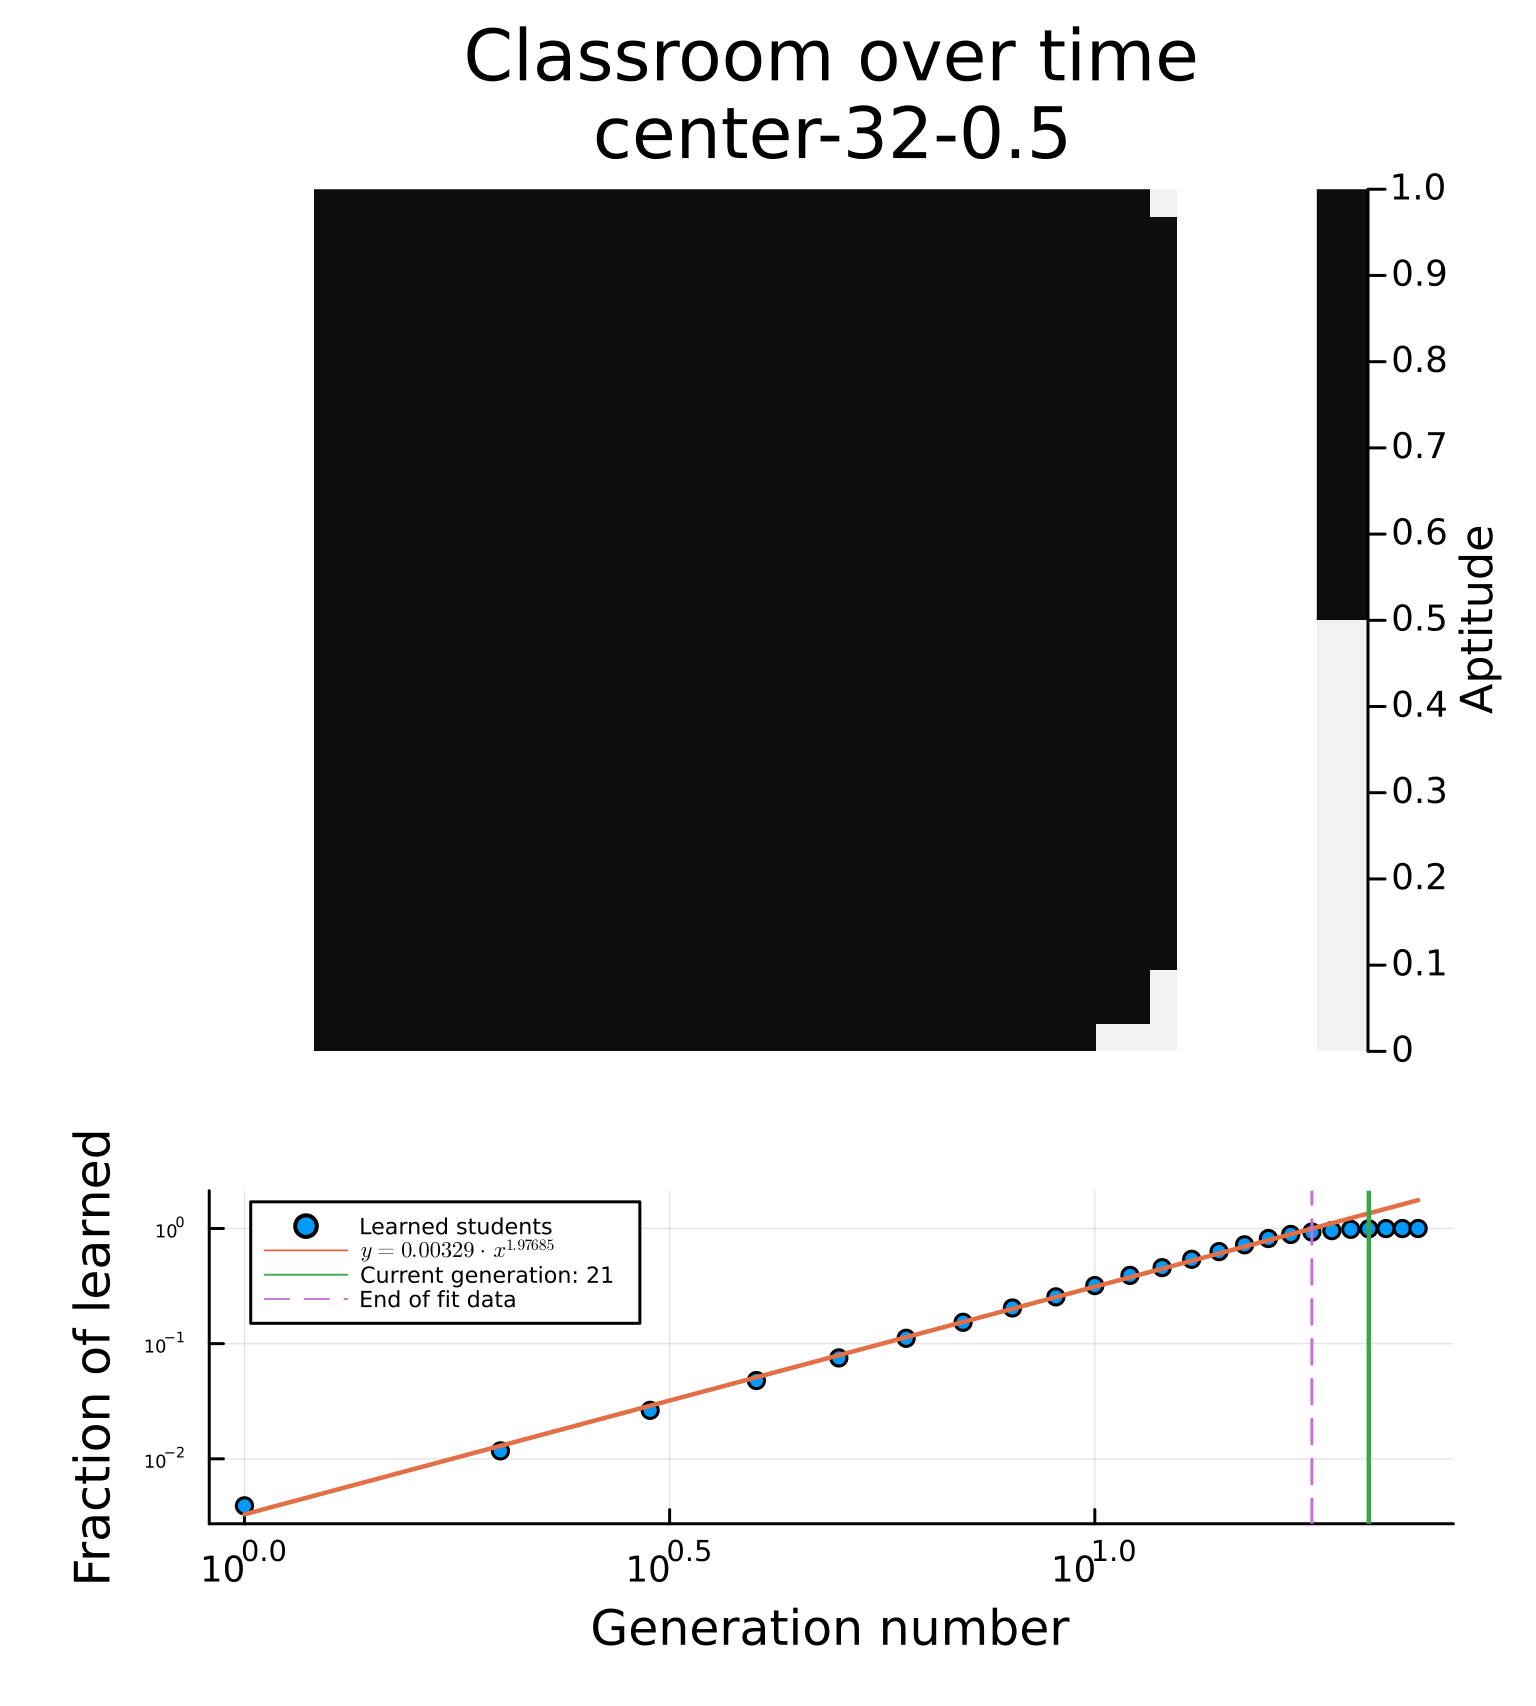 Classroom over time
center-32-0.5
1.0
0.9
0.8
0.7
0.6
0.5
0.4
0.3
0.2
0.1
0
Aptitude
Fraction of learned
10⁰
10⁻¹
10⁻²
Learned students
y = 0.00329 · x^1.97685
Current generation: 21
End of fit data
10^0.0 10^0.5 10^1.0
Generation number